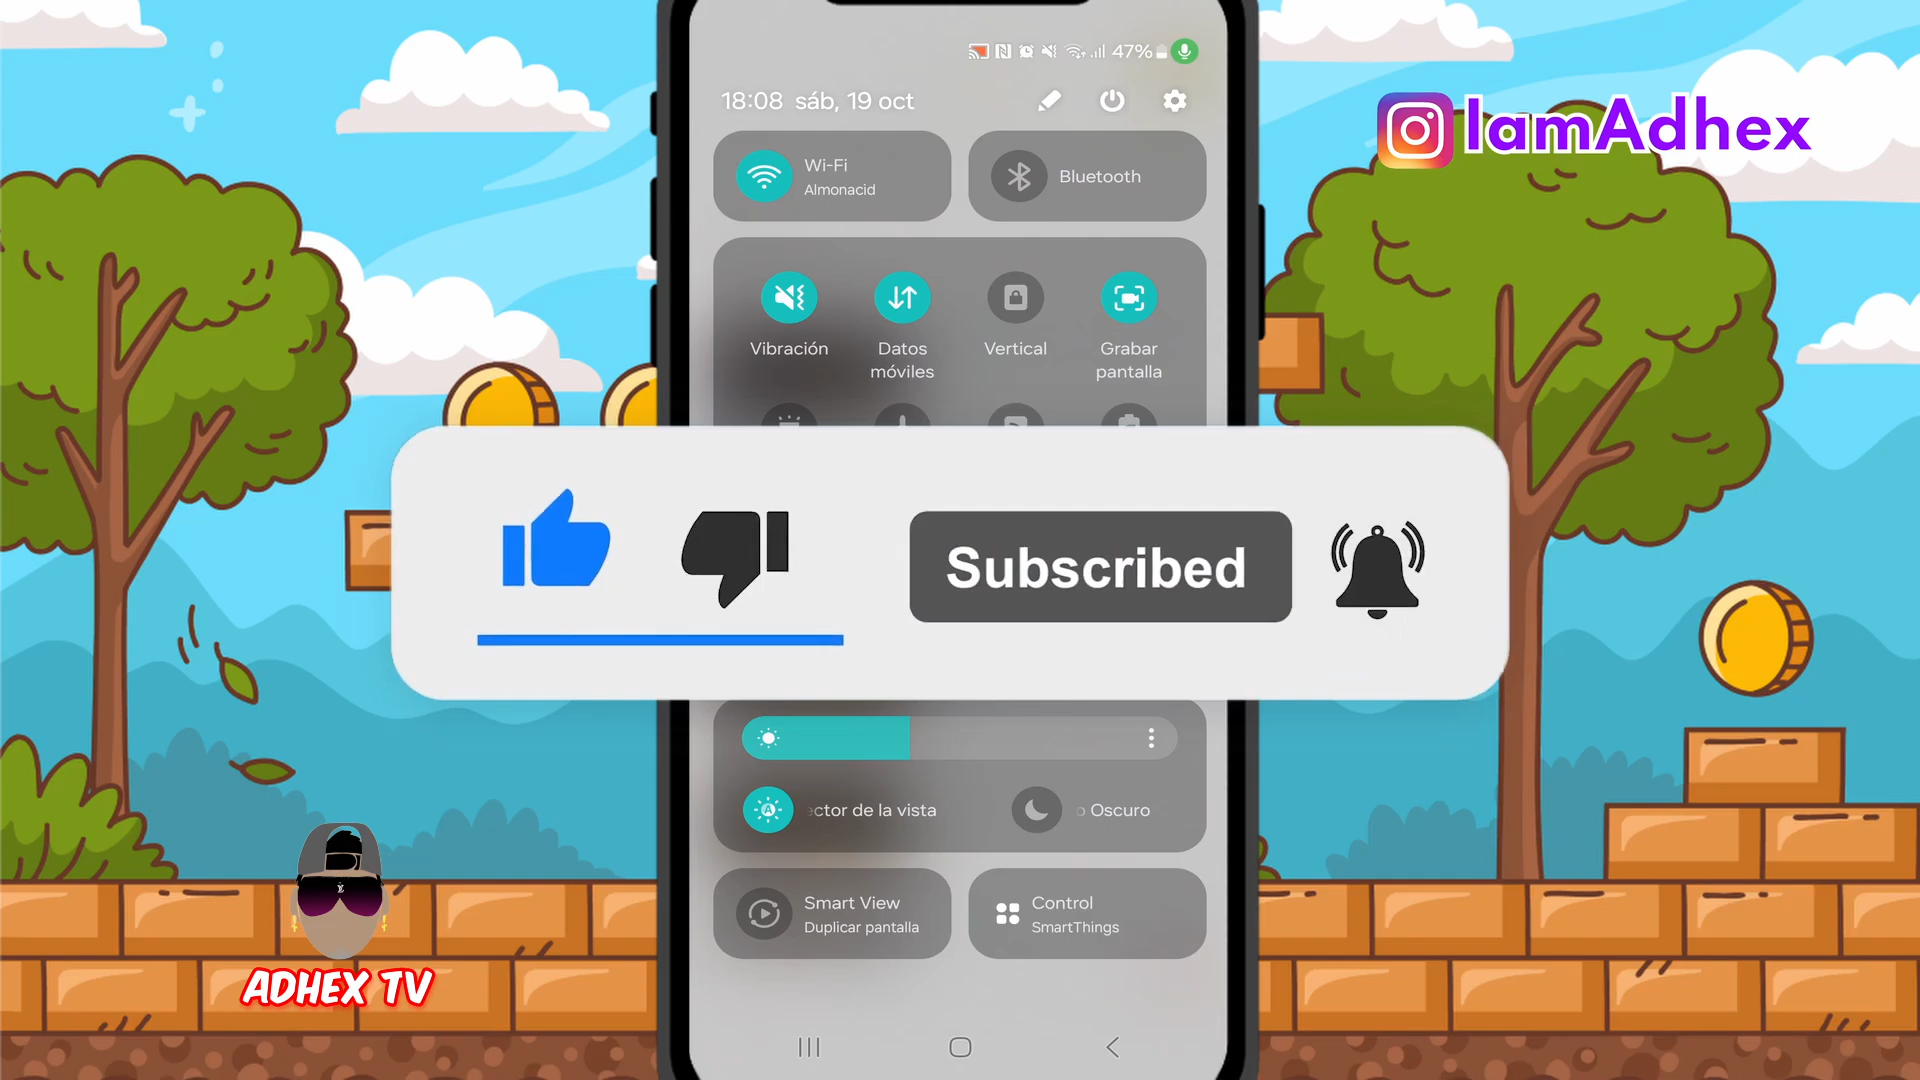 47%
18:08 sáb, 19 oct
IamAdhex
Wi-Fi
Almonacid
Bluetooth
Vibración
Datos
móviles
Vertical
Grabar
pantalla
Subscribed
ector de la vista
o Oscuro
Smart View
Duplicar pantalla
Control
SmartThings
ADHEX TV